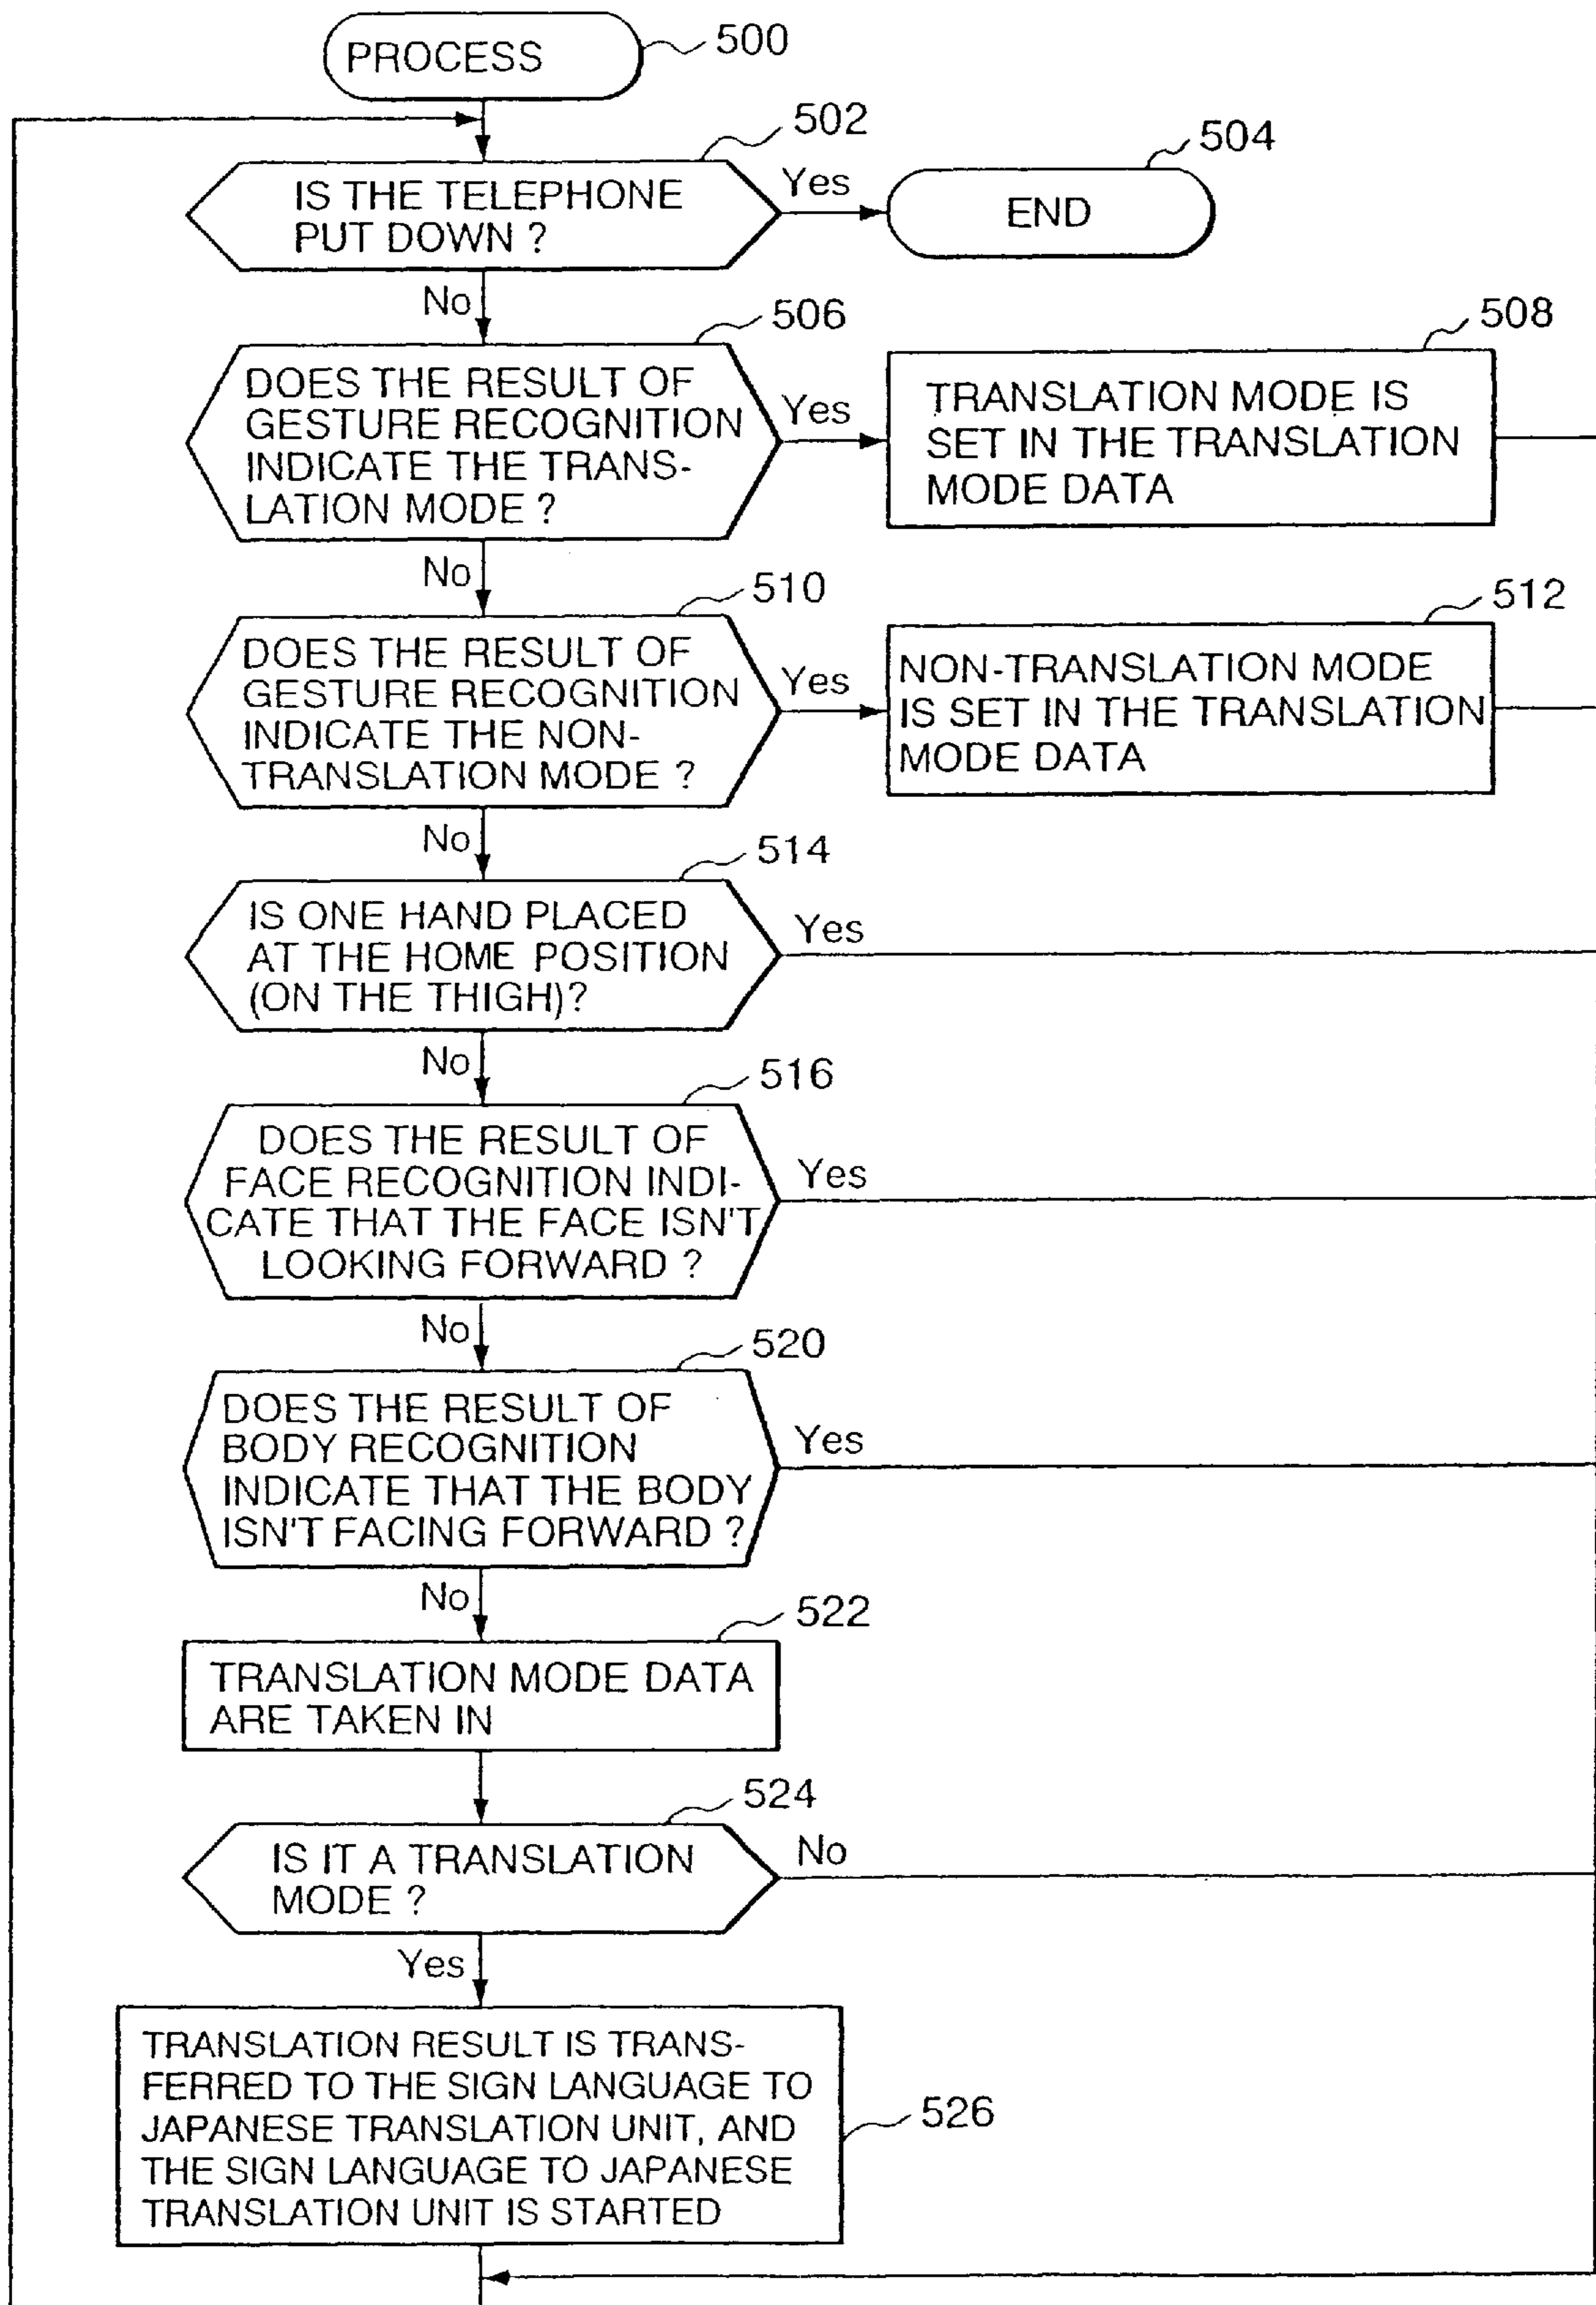 PROCESS
500
502
IS THE TELEPHONE
PUT DOWN ?
Yes
504
END
No
506
DOES THE RESULT OF
GESTURE RECOGNITION
INDICATE THE TRANS-
LATION MODE ?
Yes
508
TRANSLATION MODE IS
SET IN THE TRANSLATION
MODE DATA
No
510
DOES THE RESULT OF
GESTURE RECOGNITION
INDICATE THE NON-
TRANSLATION MODE ?
Yes
512
NON-TRANSLATION MODE
IS SET IN THE TRANSLATION
MODE DATA
No
514
IS ONE HAND PLACED
AT THE HOME POSITION
(ON THE THIGH)?
Yes
No
516
DOES THE RESULT OF
FACE RECOGNITION INDI-
CATE THAT THE FACE ISN'T
LOOKING FORWARD ?
Yes
No
520
DOES THE RESULT OF
BODY RECOGNITION
INDICATE THAT THE BODY
ISN'T FACING FORWARD ?
Yes
No
522
TRANSLATION MODE DATA
ARE TAKEN IN
524
IS IT A TRANSLATION
MODE ?
No
Yes
TRANSLATION RESULT IS TRANS-
FERRED TO THE SIGN LANGUAGE TO
JAPANESE TRANSLATION UNIT, AND
THE SIGN LANGUAGE TO JAPANESE
TRANSLATION UNIT IS STARTED
526